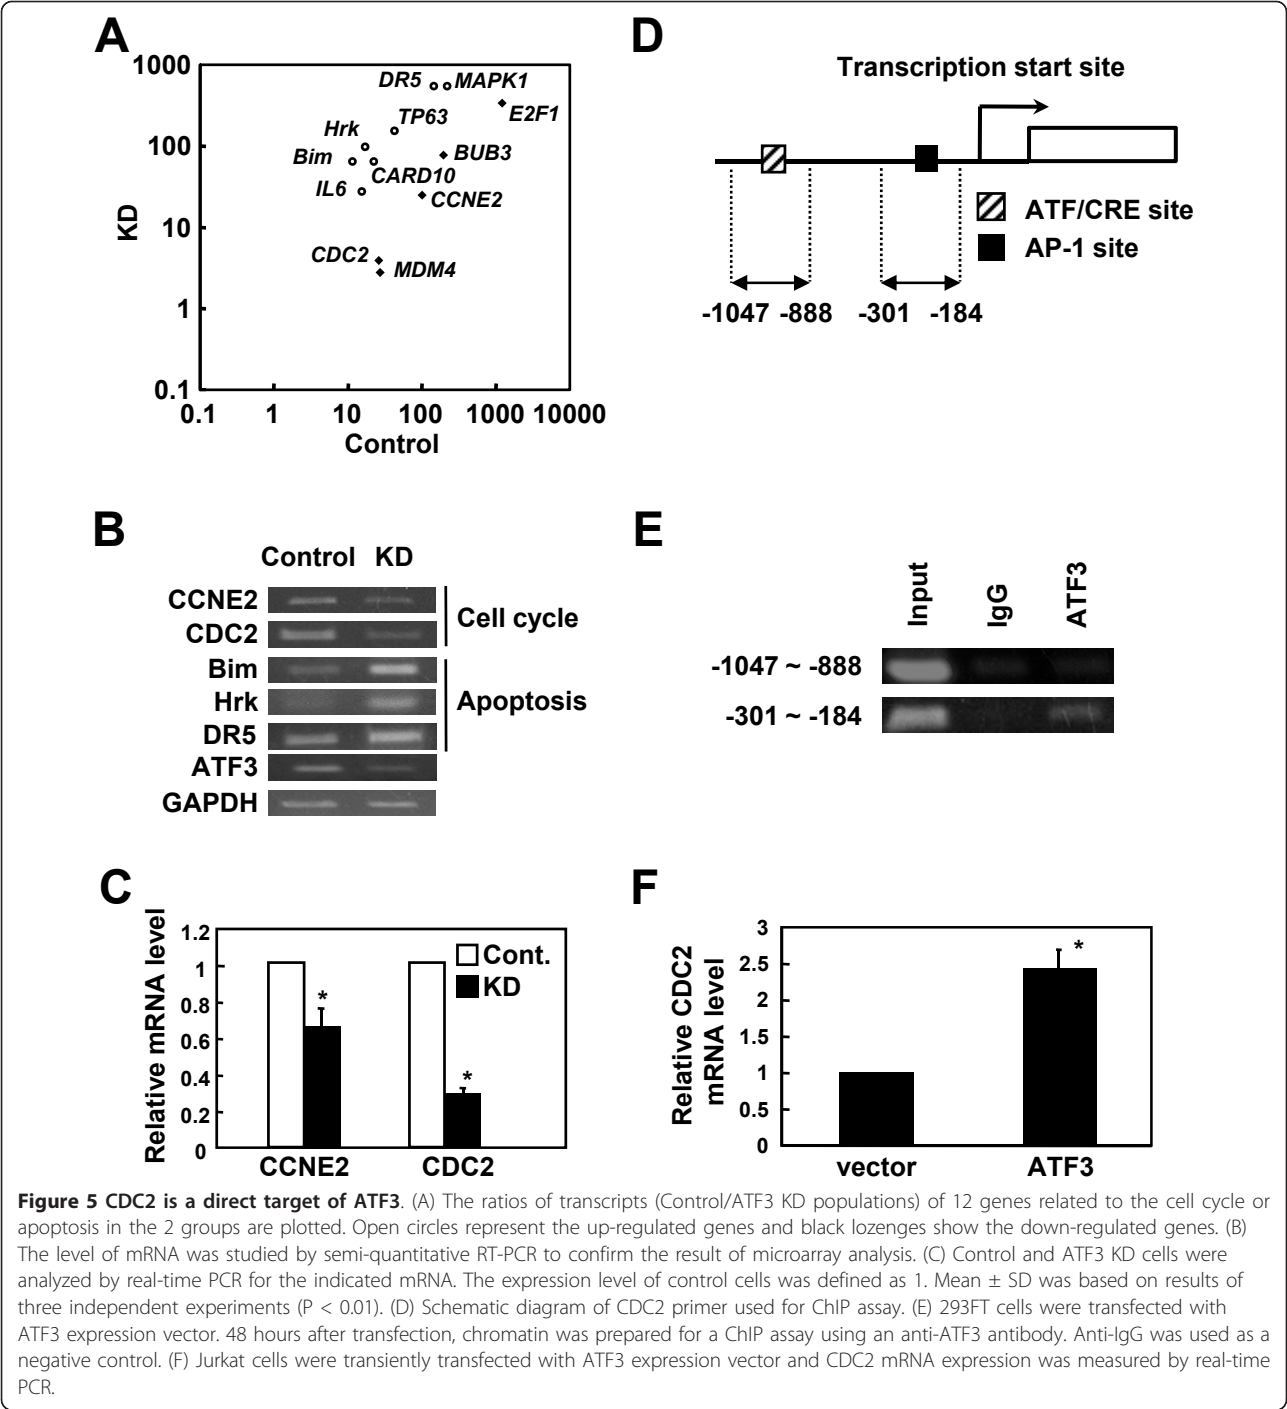 A
1000
100
10
1
0.1
KD
0.1 1 10 100 1000 10000
Control
DR5 MAPK1
E2F1
TP63
Hrk
BUB3
Bim
CARD10
IL6
CCNE2
CDC2
MDM4
D
Transcription start site
ATF/CRE site
AP-1 site
-1047 -888 -301 -184
B
Control KD
CCNE2
CDC2
Cell cycle
Bim
Hrk
DR5
Apoptosis
ATF3
GAPDH
E
Input IgG ATF3
-1047 ~ -888
-301 ~ -184
C
Relative mRNA level
1.2
1
0.8
0.6
0.4
0.2
0
Cont.
KD
*
*
CCNE2 CDC2
F
Relative CDC2
mRNA level
3
2.5
2
1.5
1
0.5
0
*
vector ATF3
Figure 5 CDC2 is a direct target of ATF3. (A) The ratios of transcripts (Control/ATF3 KD populations) of 12 genes related to the cell cycle or
apoptosis in the 2 groups are plotted. Open circles represent the up-regulated genes and black lozenges show the down-regulated genes. (B)
The level of mRNA was studied by semi-quantitative RT-PCR to confirm the result of microarray analysis. (C) Control and ATF3 KD cells were
analyzed by real-time PCR for the indicated mRNA. The expression level of control cells was defined as 1. Mean ± SD was based on results of
three independent experiments (P < 0.01). (D) Schematic diagram of CDC2 primer used for ChIP assay. (E) 293FT cells were transfected with
ATF3 expression vector. 48 hours after transfection, chromatin was prepared for a ChIP assay using an anti-ATF3 antibody. Anti-IgG was used as a
negative control. (F) Jurkat cells were transiently transfected with ATF3 expression vector and CDC2 mRNA expression was measured by real-time
PCR.